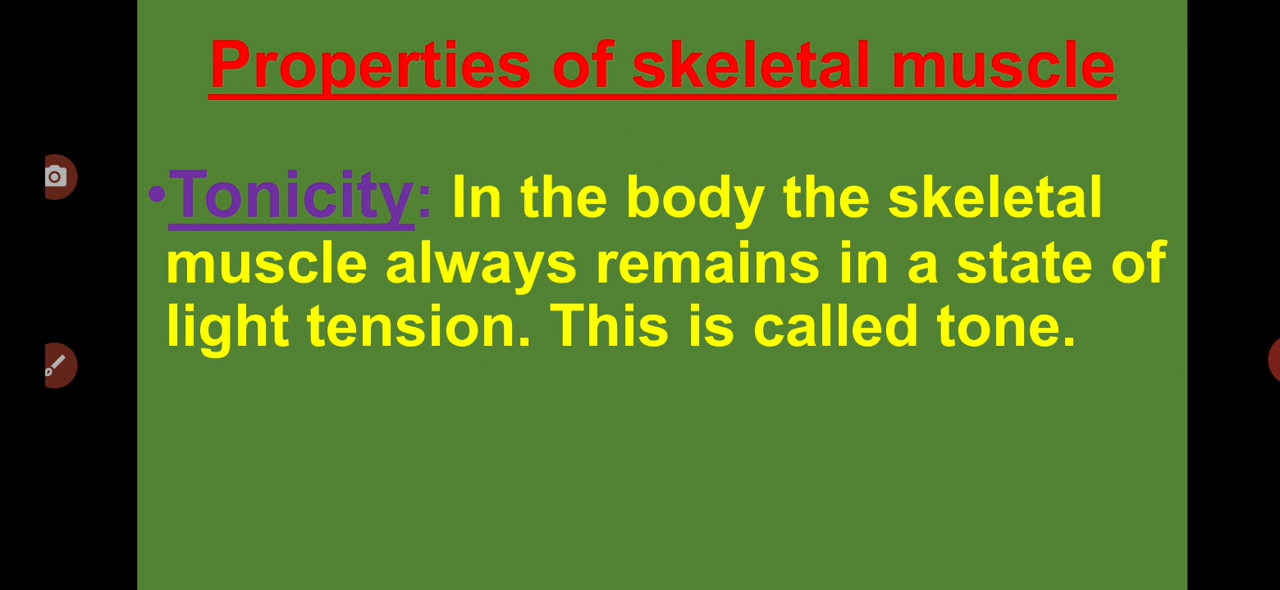 Properties of skeletal muscle
•Tonicity: In the body the skeletal
muscle always remains in a state of
light tension. This is called tone.